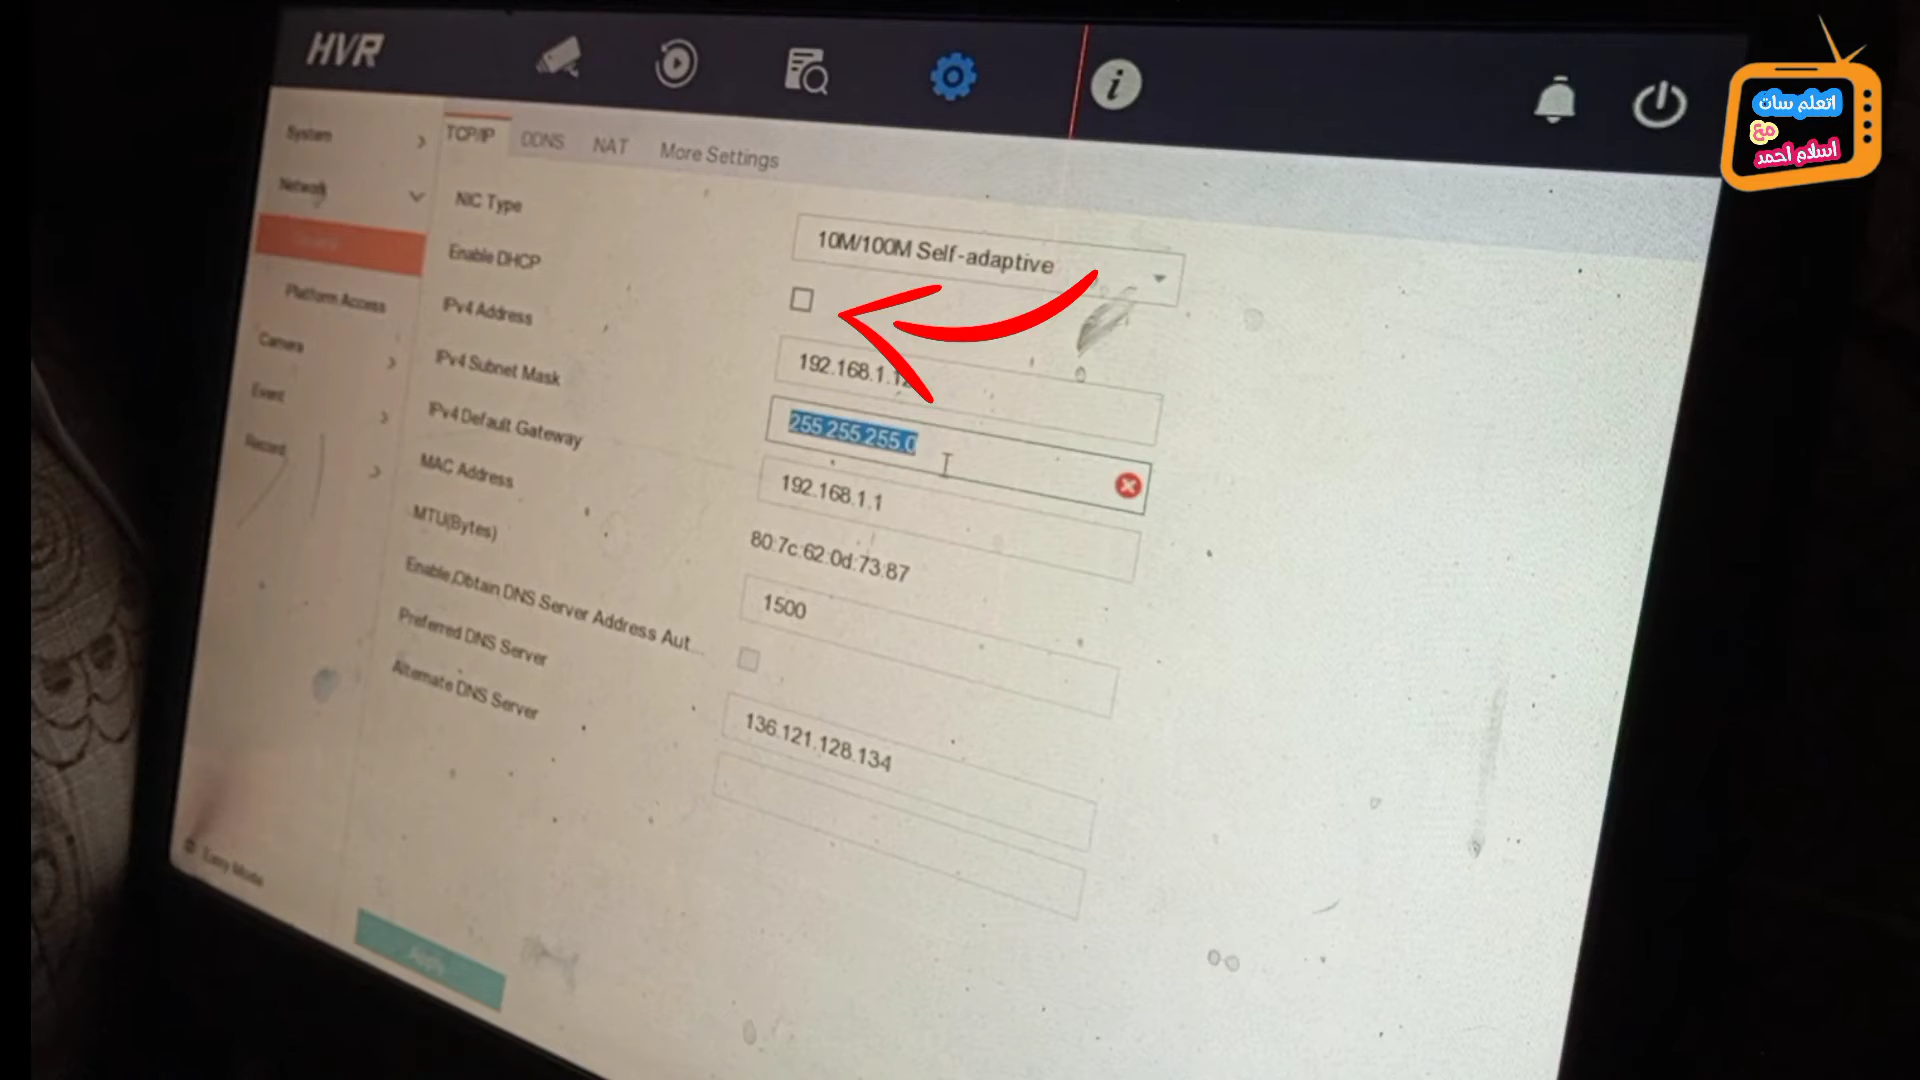 HVR
اتعلم سات
مع
اسلام احمد
System
Network
Platform Access
Camera
Event
Record
TCP/IP
DDNS
NAT
More Settings
NIC Type
10M/100M Self-adaptive
Enable DHCP
IPv4 Address
192.168.1.
IPv4 Subnet Mask
255.255.255.0
IPv4 Default Gateway
192.168.1.1
MAC Address
80:7c:62:0d:73:87
MTU(Bytes)
1500
Enable Obtain DNS Server Address Aut...
Preferred DNS Server
136.121.128.134
Alternate DNS Server
Easy Mode
Apply